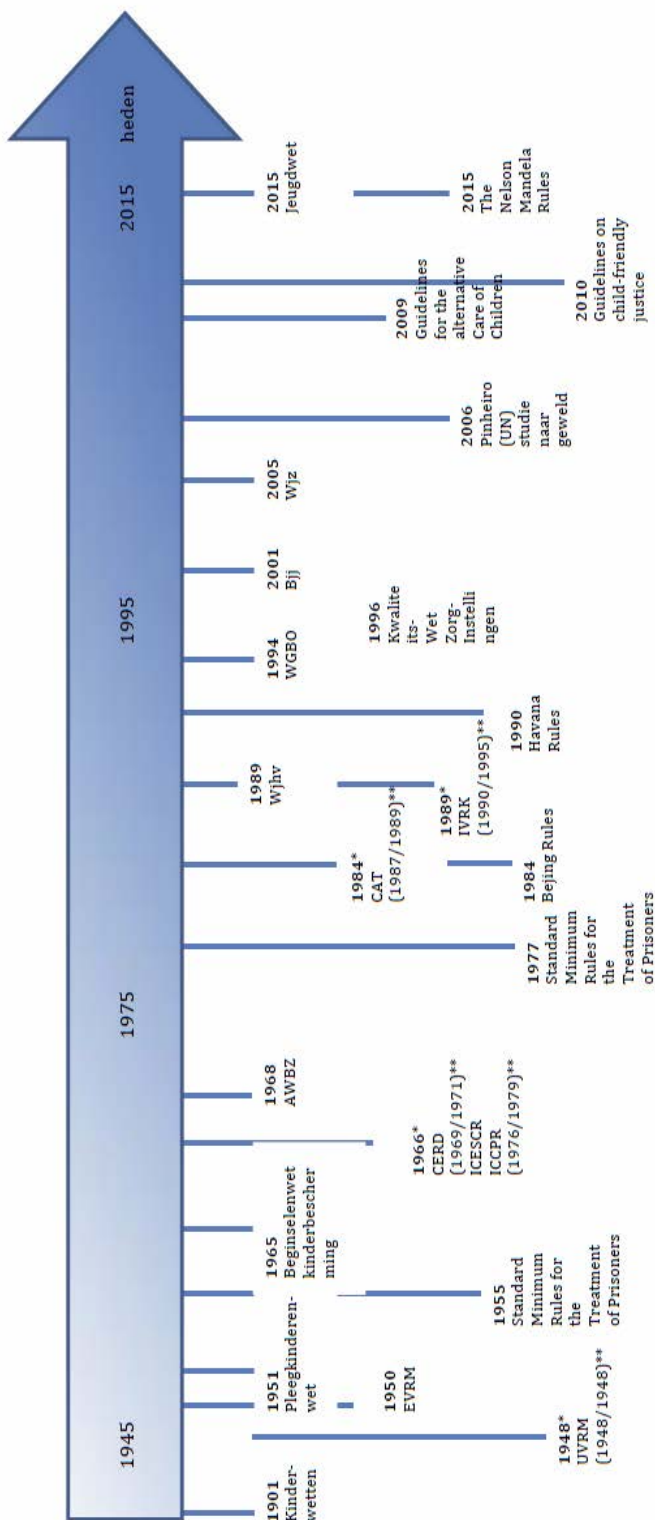 1945
1975
1995
2015
heden
1901
Kinder-
wetten
1948*
UVRM
(1948/1948)**
1951
Pleegkinderen-
wet
1950
EVRM
1955
Standard
Minimum
Rules for
the
Treatment
of Prisoners
1965
Beginselenwet
kinderbescher
ming
1966*
CERD
(1969/1971)**
ICESCR
ICCPR
(1976/1979)**
1968
AWBZ
1977
Standard
Minimum
Rules for
the
Treatment
of Prisoners
1984*
CAT
(1987/1989)**
1984
Bejing Rules
1989
Wjhv
1989*
IVRK
(1990/1995)**
1990
Havana
Rules
1994
WGBO
1996
Kwalite
its-
Wet
Zorg-
Instelli
ngen
2001
Bjj
2005
Wjz
2006
Pinheiro
(UN)
studie
naar
geweld
2009
Guidelines
for the
alternative
Care of
Children
2010
Guidelines on
child-friendly
justice
2015
Jeugdwet
2015
The
Nelson
Mandela
Rules